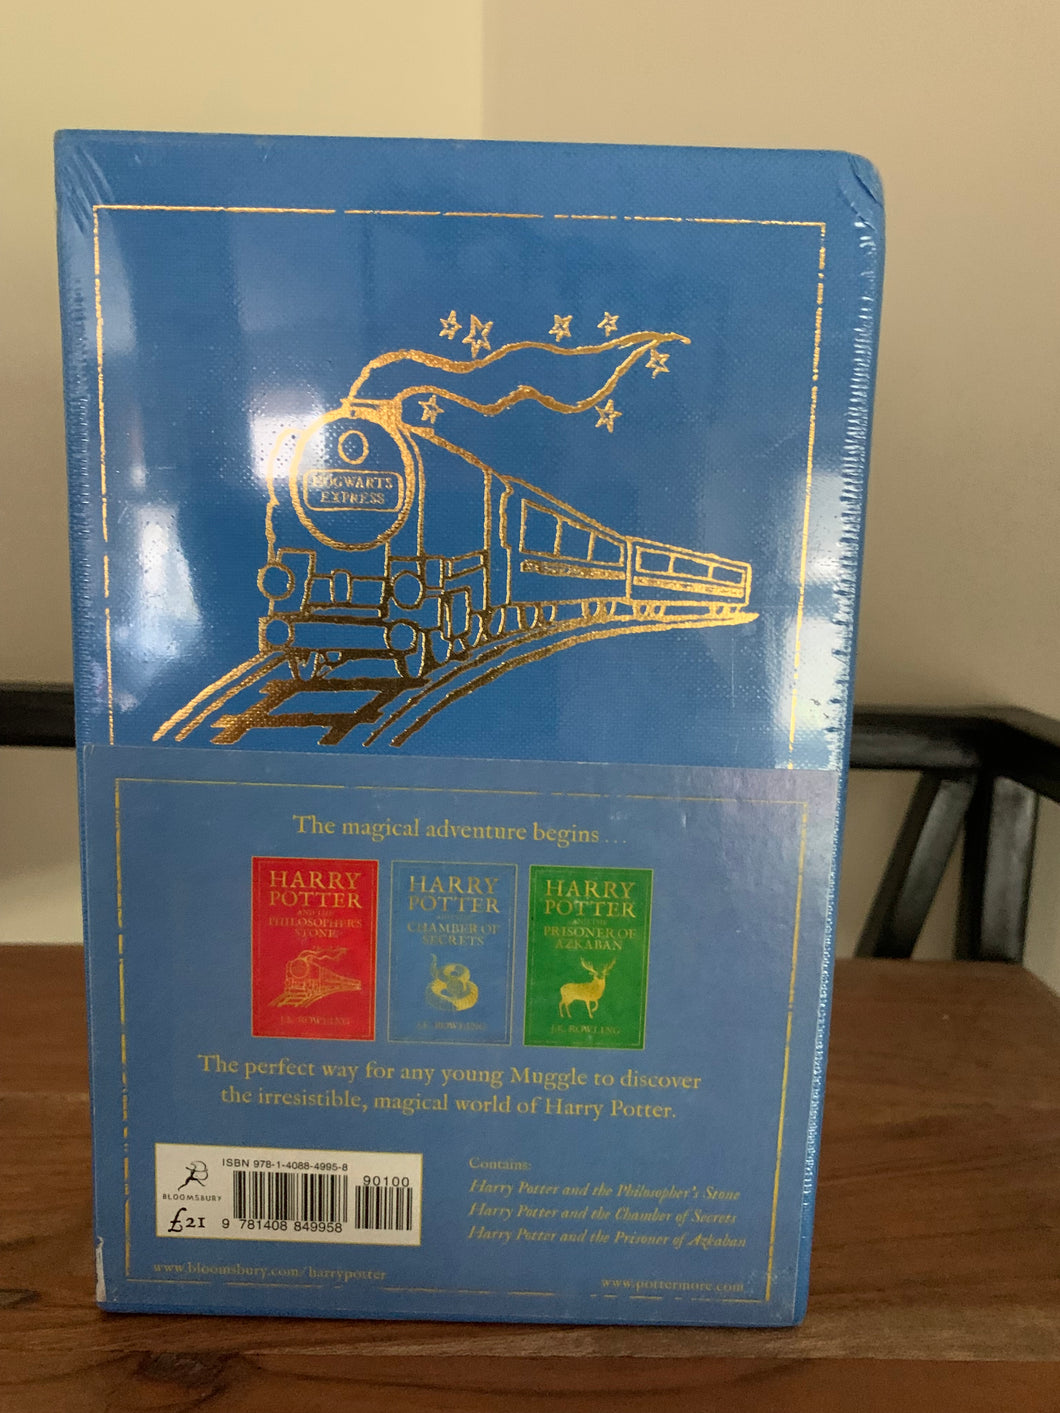 HOGWARTS
EXPRESS
The magical adventure begins . . .
HARRY
POTTER
AND THE
PHILOSOPHER'S
STONE
J.K. ROWLING
HARRY
POTTER
AND THE
CHAMBER OF
SECRETS
J.K. ROWLING
HARRY
POTTER
AND THE
PRISONER OF
AZKABAN
J.K. ROWLING
The perfect way for any young Muggle to discover
the irresistible, magical world of Harry Potter.
ISBN 978-1-4088-4995-8
90100
BLOOMSBURY
£21
9 781408 849958
Contains:
Harry Potter and the Philosopher's Stone
Harry Potter and the Chamber of Secrets
Harry Potter and the Prisoner of Azkaban
www.bloomsbury.com/harrypotter
www.pottermore.com